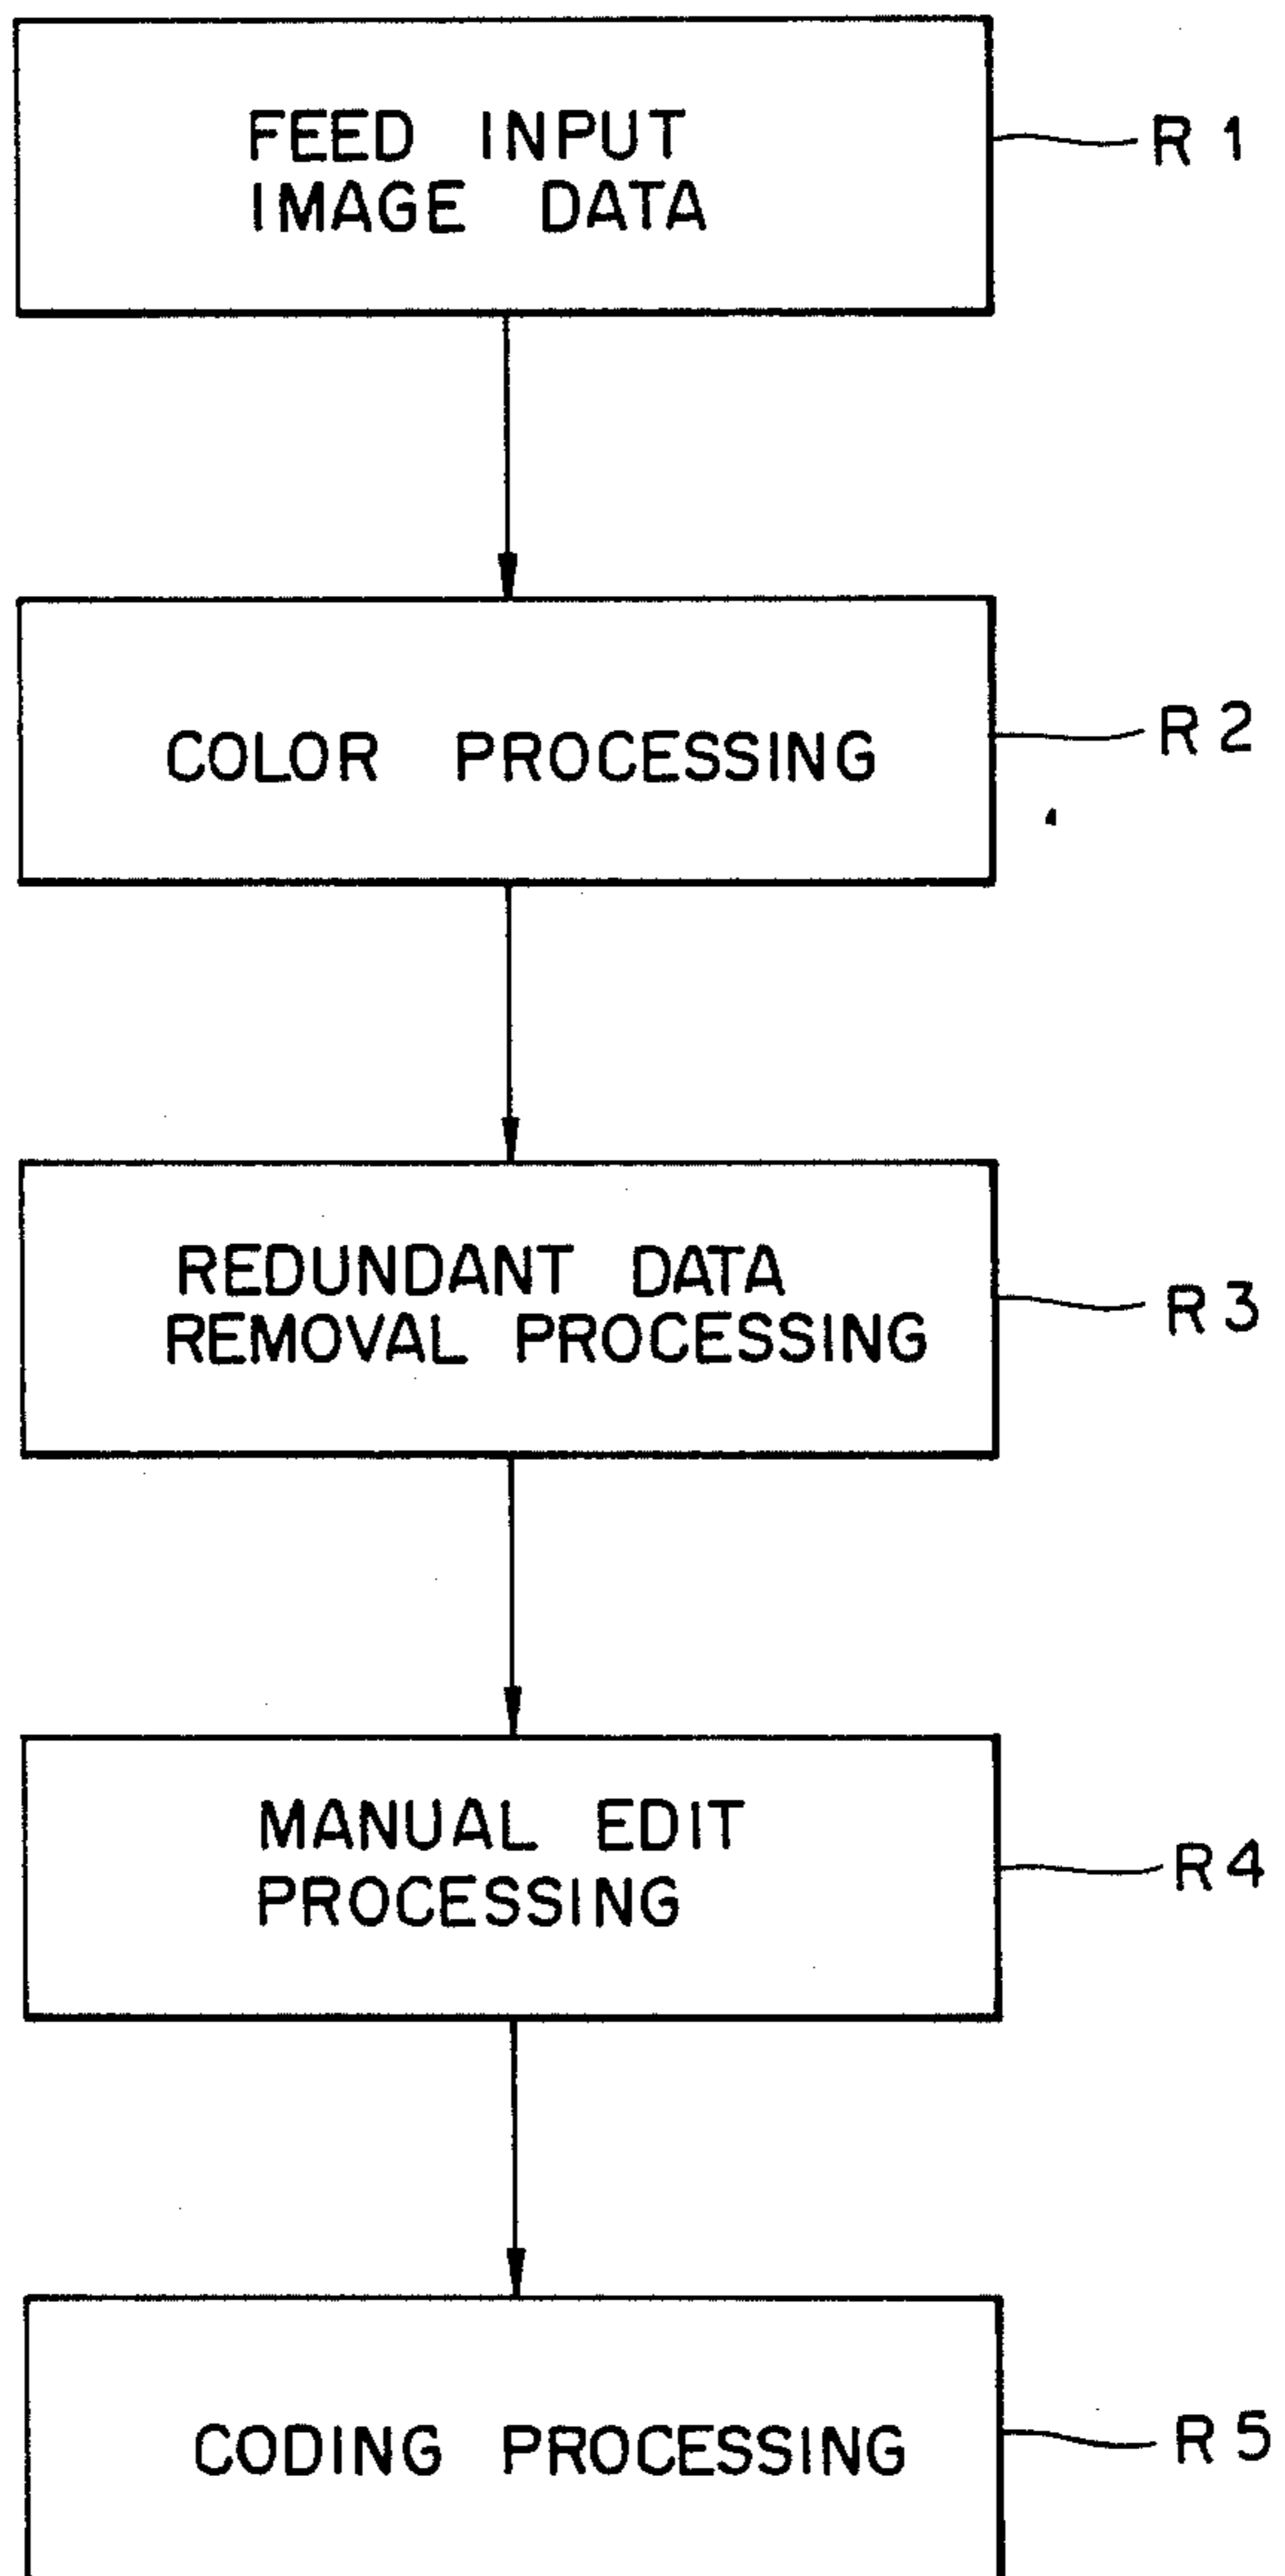 FEED INPUT
IMAGE DATA
R1
COLOR PROCESSING
R2
REDUNDANT DATA
REMOVAL PROCESSING
R3
MANUAL EDIT
PROCESSING
R4
CODING PROCESSING
R5